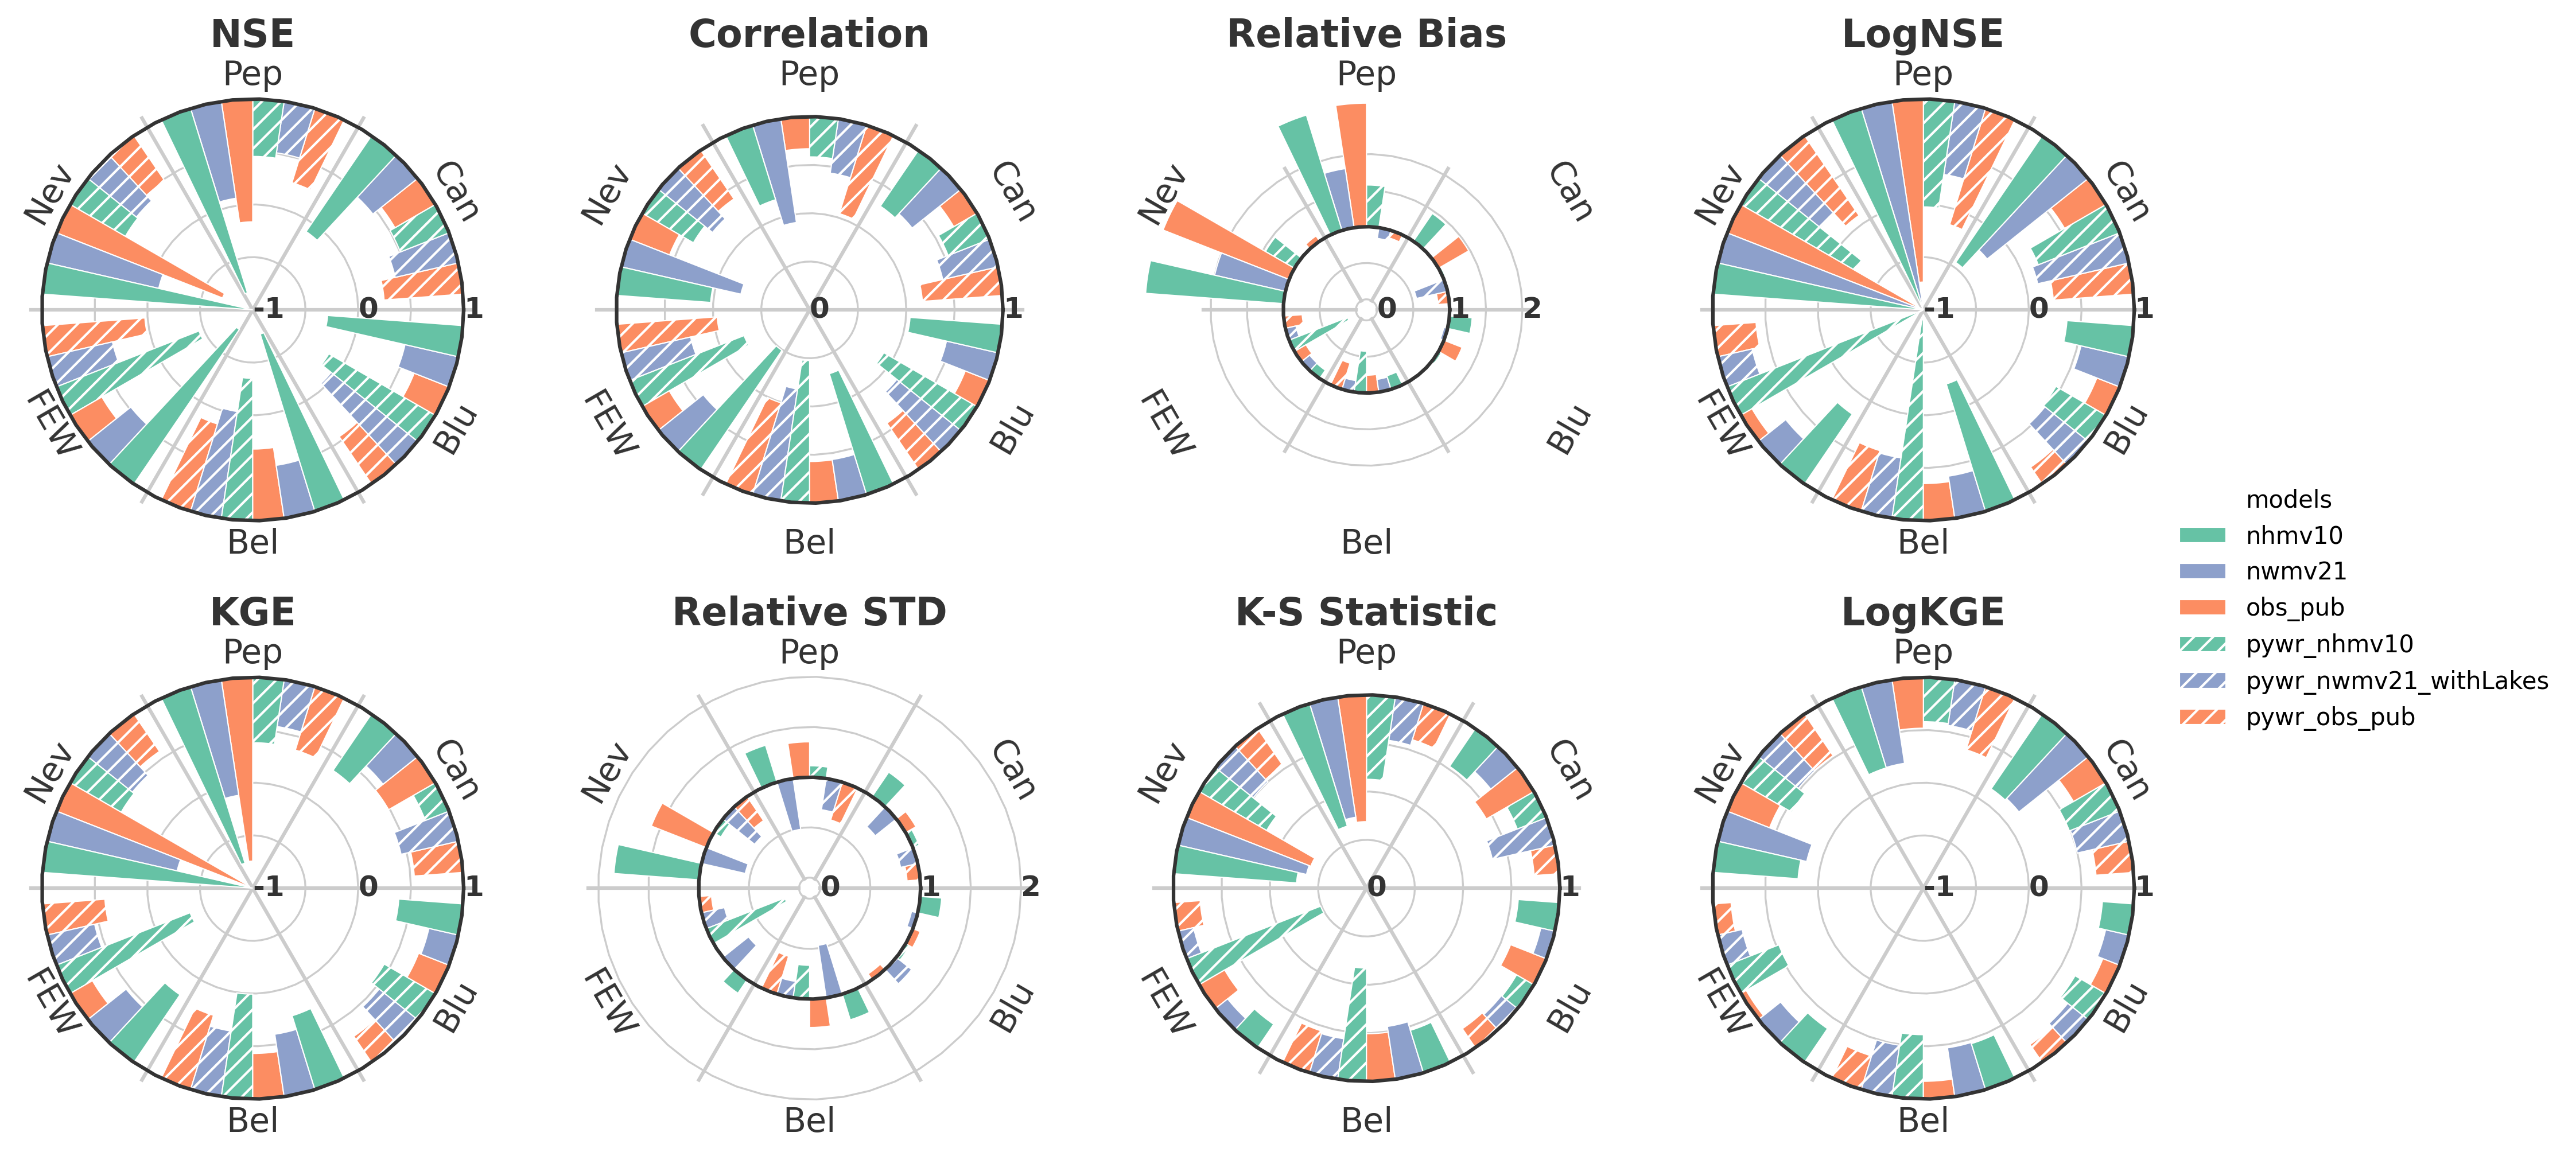 NSE
Pep
Can
Blu
Bel
FEW
Nev
-1 0 1
Correlation
Pep
Can
Blu
Bel
FEW
Nev
0 1
Relative Bias
Pep
Can
Blu
Bel
FEW
Nev
0 1 2
LogNSE
Pep
Can
Blu
Bel
FEW
Nev
-1 0 1
KGE
Pep
Can
Blu
Bel
FEW
Nev
-1 0 1
Relative STD
Pep
Can
Blu
Bel
FEW
Nev
0 1 2
K-S Statistic
Pep
Can
Blu
Bel
FEW
Nev
0 1
LogKGE
Pep
Can
Blu
Bel
FEW
Nev
-1 0 1
models
nhmv10
nwmv21
obs_pub
pywr_nhmv10
pywr_nwmv21_withLakes
pywr_obs_pub